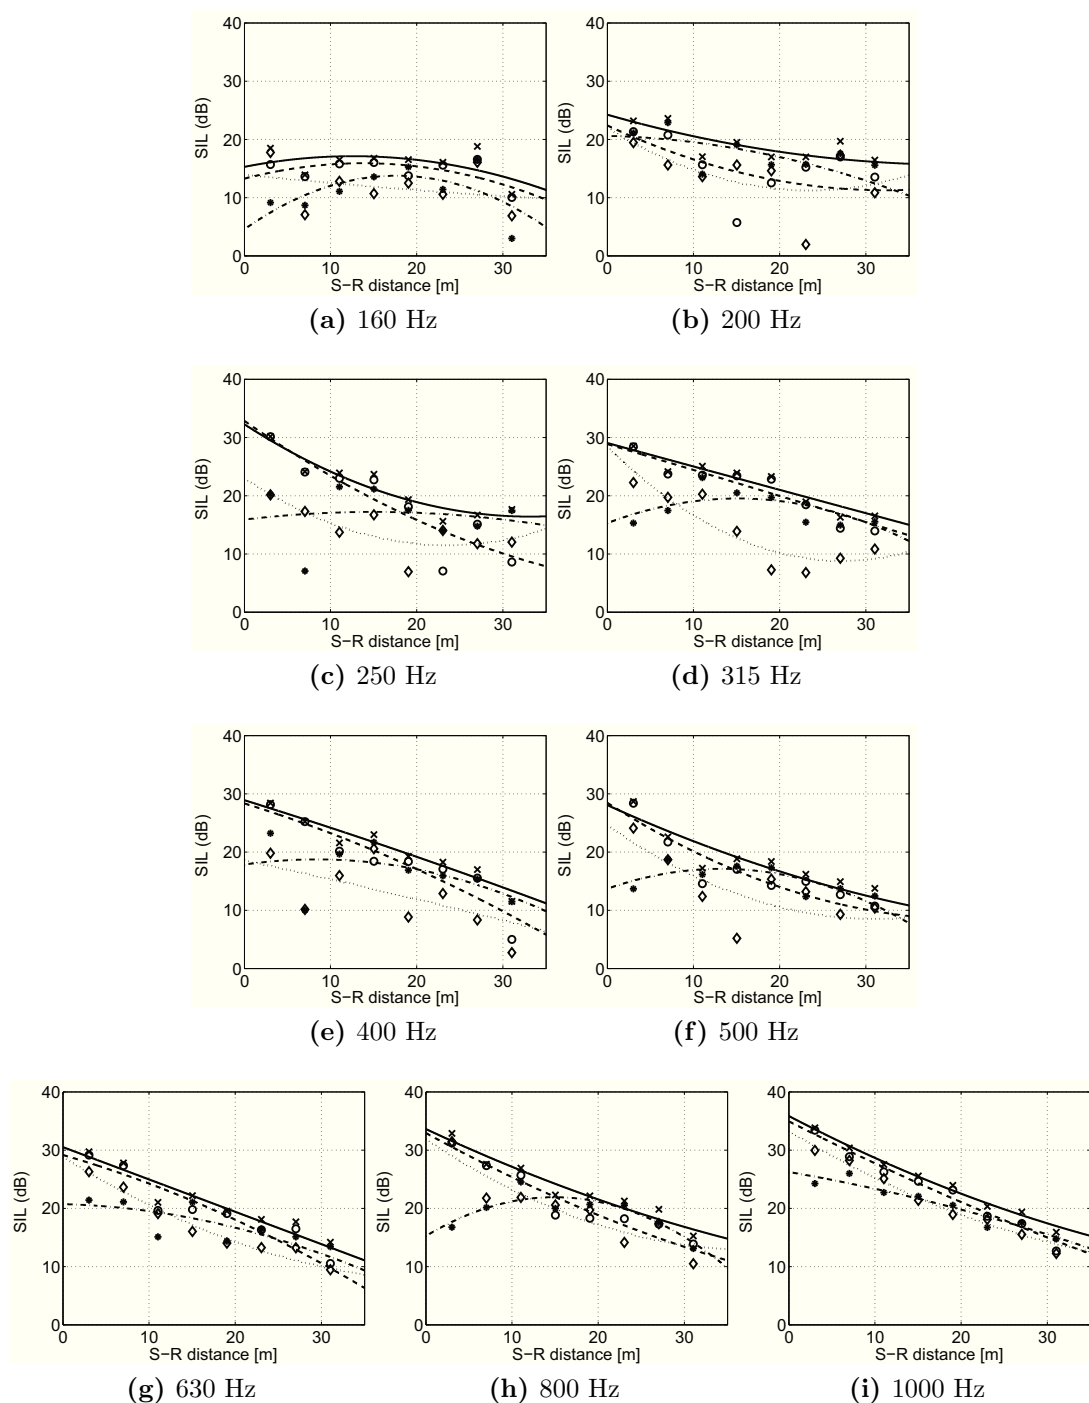 40 40
30 30
SIL (dB) SIL (dB)
20 20
10 10
0 0
0 10 20 30 0 10 20 30
S−R distance [m] S−R distance [m]
(a) 160 Hz (b) 200 Hz
40 40
30 30
SIL (dB) SIL (dB)
20 20
10 10
0 0
0 10 20 30 0 10 20 30
S−R distance [m] S−R distance [m]
(c) 250 Hz (d) 315 Hz
40 40
30 30
SIL (dB) SIL (dB)
20 20
10 10
0 0
0 10 20 30 0 10 20 30
S−R distance [m] S−R distance [m]
(e) 400 Hz (f) 500 Hz
40 40 40
30 30 30
SIL (dB) SIL (dB) SIL (dB)
20 20 20
10 10 10
0 0 0
0 10 20 30 0 10 20 30 0 10 20 30
S−R distance [m] S−R distance [m] S−R distance [m]
(g) 630 Hz (h) 800 Hz (i) 1000 Hz